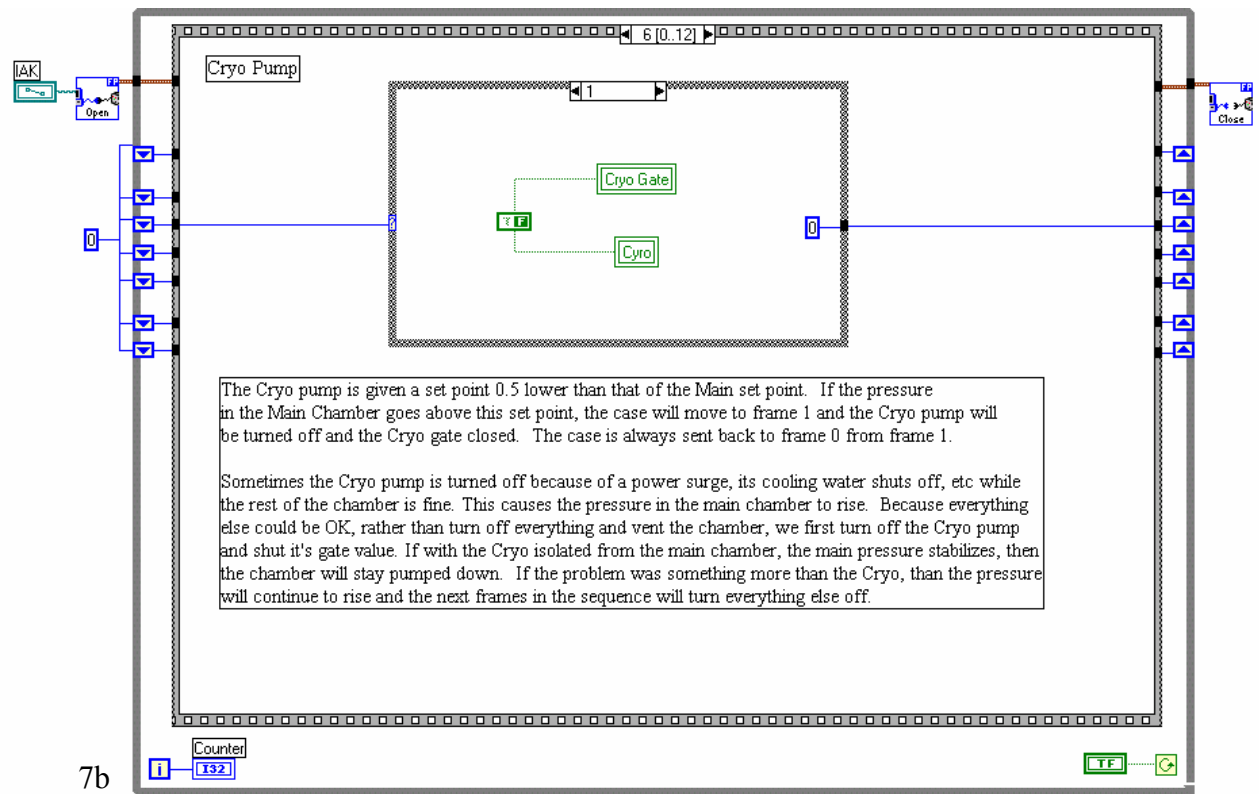 6 [0..12]
IAK
Cryo Pump
Open
Close
1
Cryo Gate
F
Cyro
0
0
The Cryo pump is given a set point 0.5 lower than that of the Main set point. If the pressure
in the Main Chamber goes above this set point, the case will move to frame 1 and the Cryo pump will
be turned off and the Cryo gate closed. The case is always sent back to frame 0 from frame 1.
Sometimes the Cryo pump is turned off because of a power surge, its cooling water shuts off, etc while
the rest of the chamber is fine. This causes the pressure in the main chamber to rise. Because everything
else could be OK, rather than turn off everything and vent the chamber, we first turn off the Cryo pump
and shut it's gate value. If with the Cryo isolated from the main chamber, the main pressure stabilizes, then
the chamber will stay pumped down. If the problem was something more than the Cryo, than the pressure
will continue to rise and the next frames in the sequence will turn everything else off.
Counter
i
I32
TF
7b